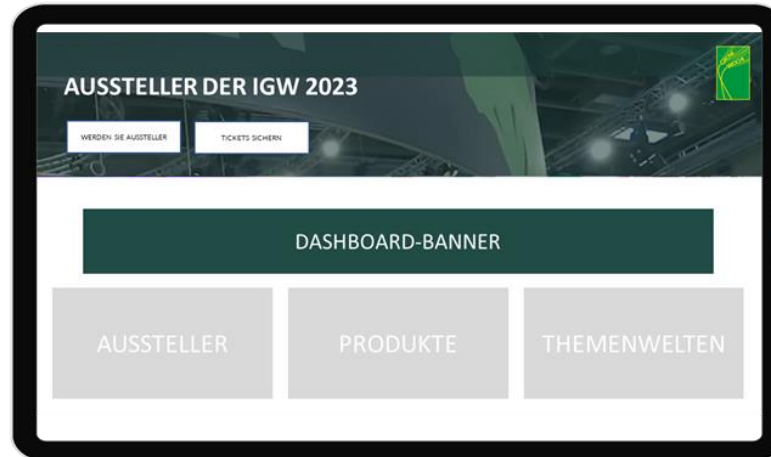 AUSSTELLER DER IGW 2023
WERDEN SIE AUSSTELLER
TICKETS SICHERN
DASHBOARD-BANNER
AUSSTELLER
PRODUKTE
THEMENWELTEN